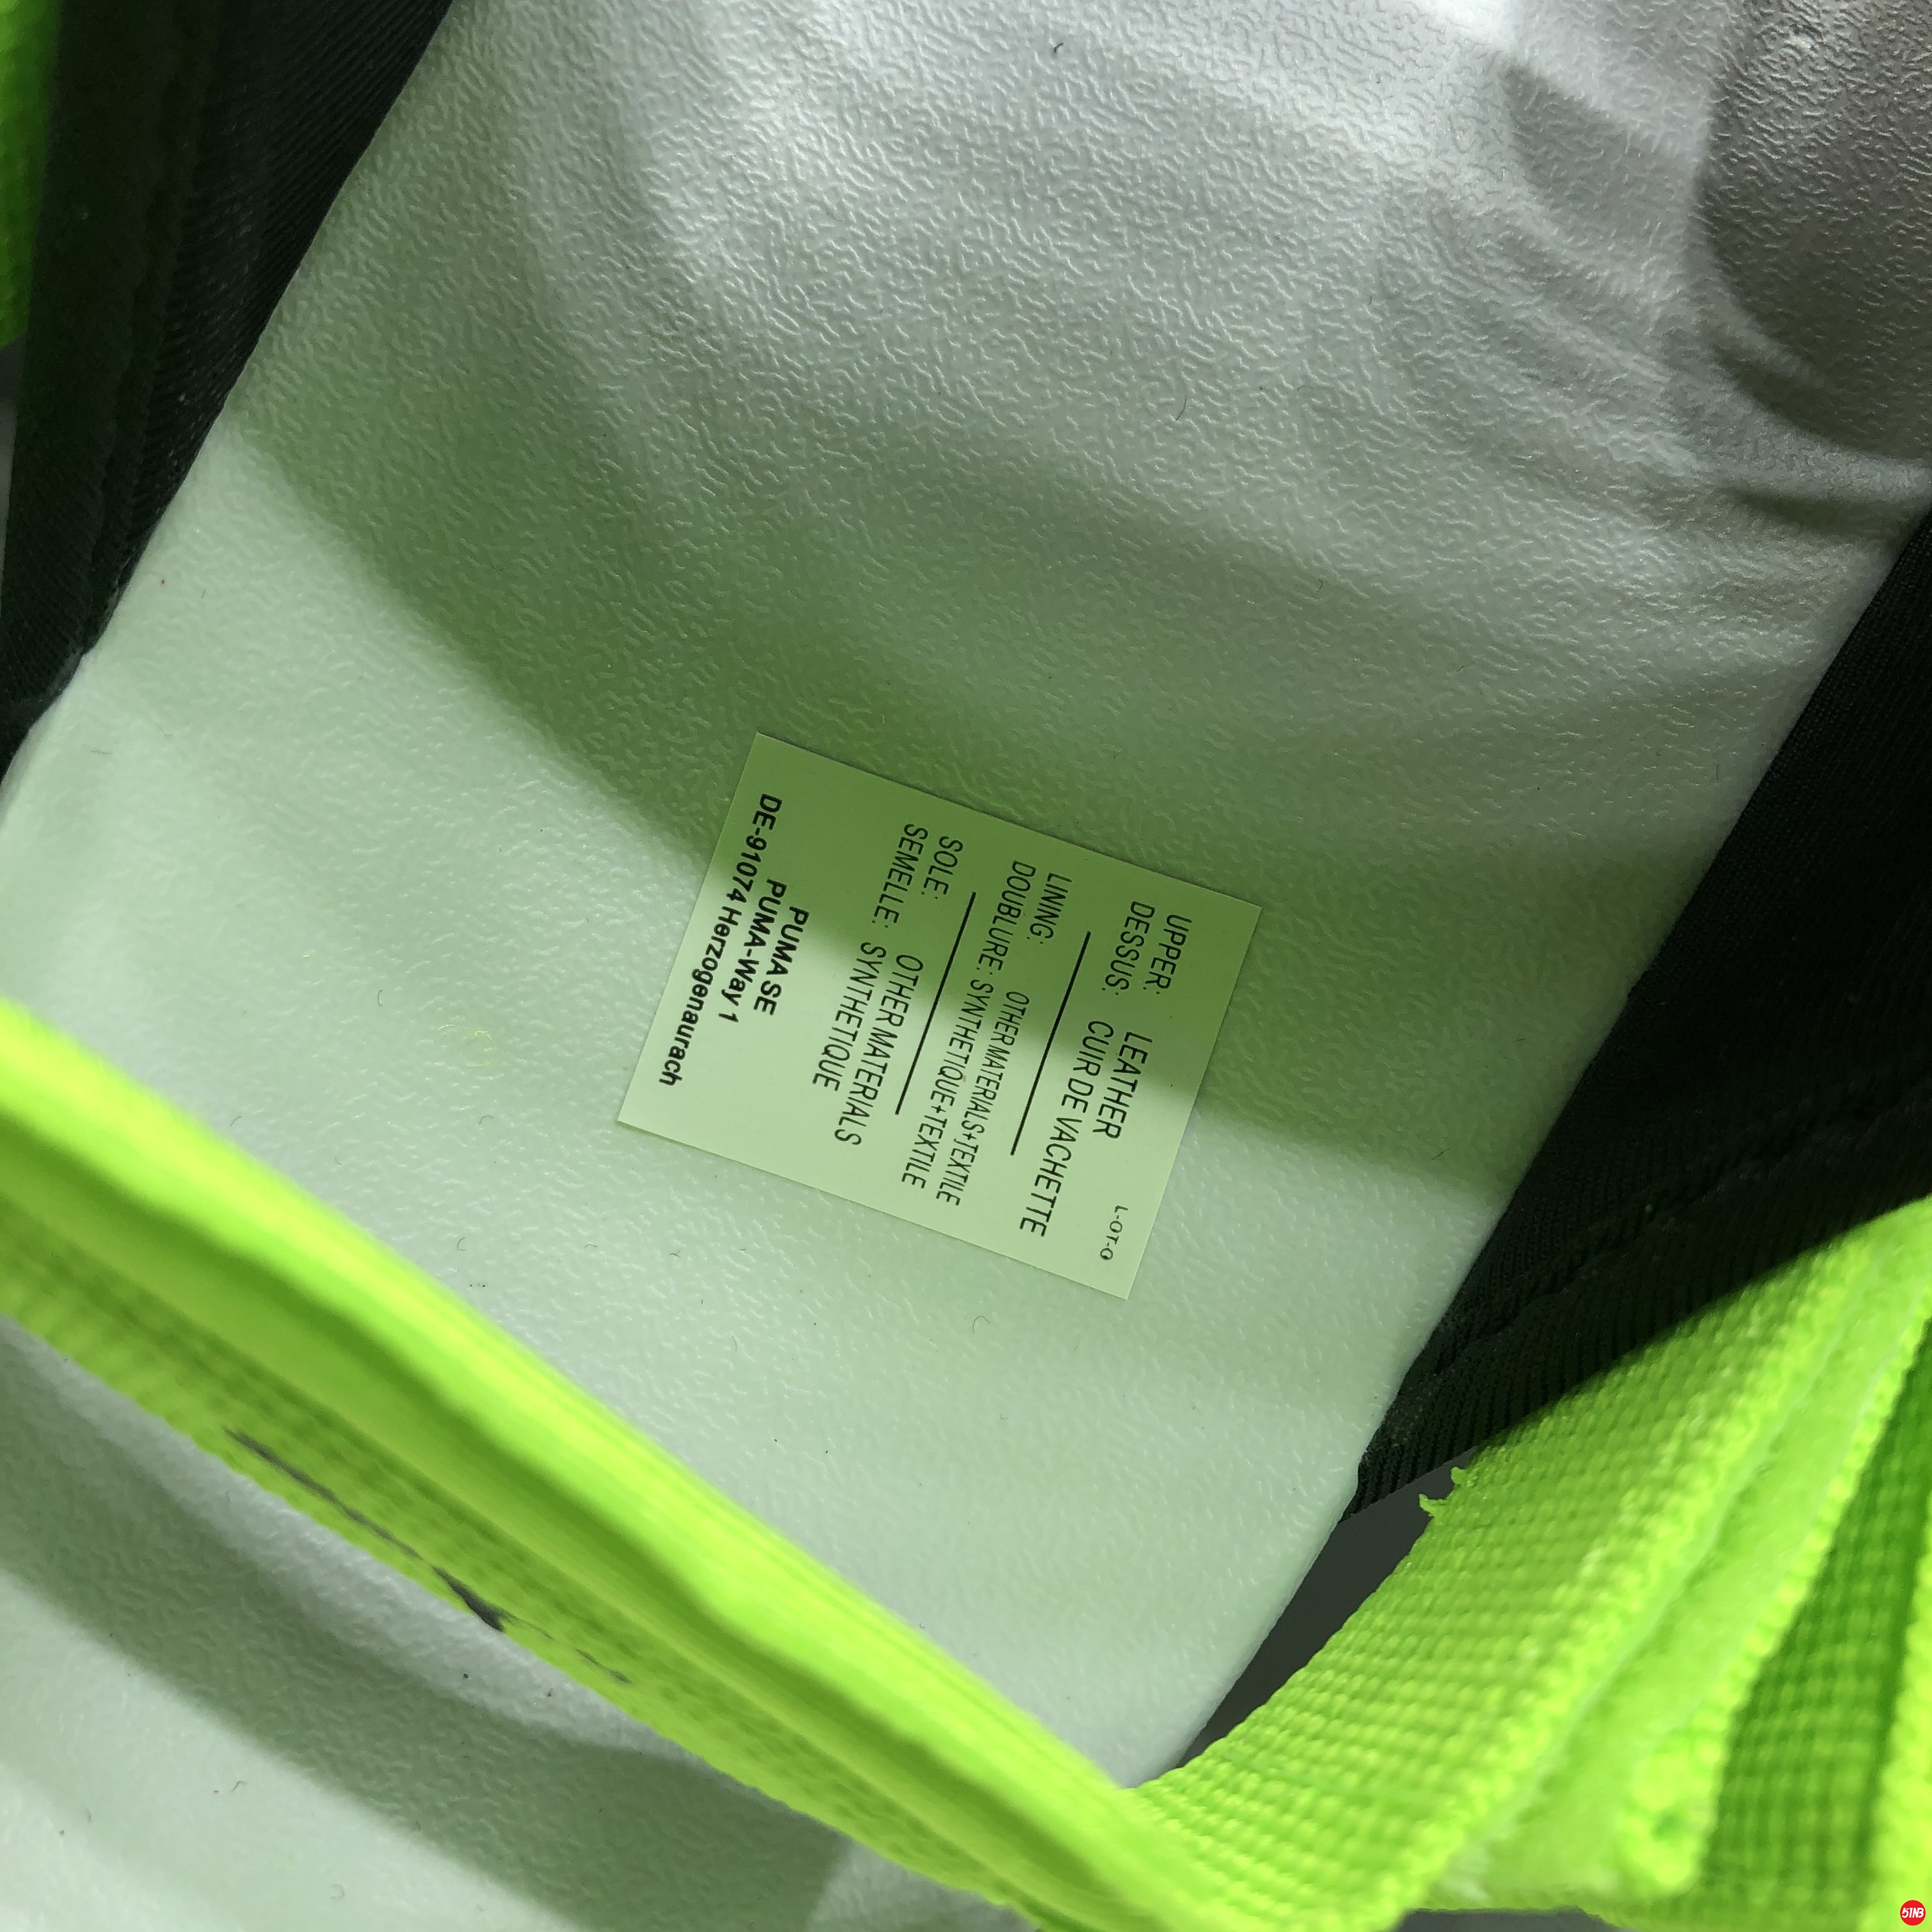 UPPER: LEATHER
DESSUS: CUIR DE VACHETTE
L-OT-O
LINING: OTHER MATERIALS+TEXTILE
DOUBLURE: SYNTHETIQUE+TEXTILE
SOLE: OTHER MATERIALS
SEMELLE: SYNTHETIQUE
PUMA SE
PUMA-Way 1
DE-91074 Herzogenaurach
51NB